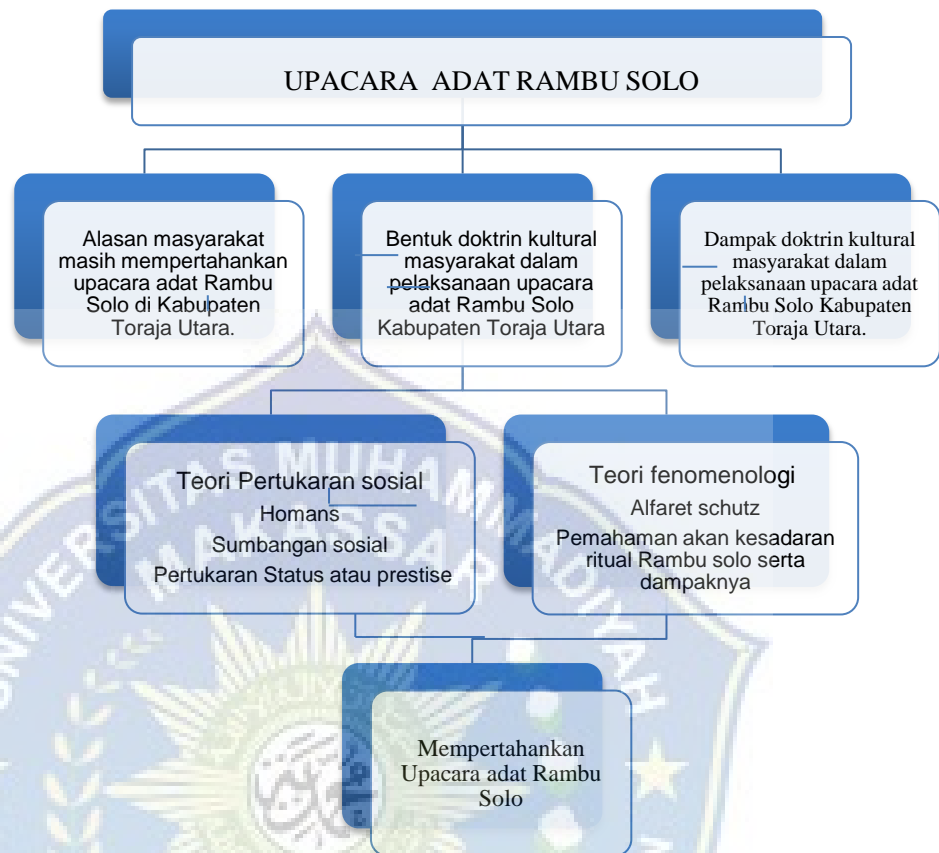 UPACARA ADAT RAMBU SOLO
Alasan masyarakat
masih mempertahankan
upacara adat Rambu
Solo di Kabupaten
Toraja Utara.
Bentuk doktrin kultural
masyarakat dalam
pelaksanaan upacara
adat Rambu Solo
Kabupaten Toraja Utara
Dampak doktrin kultural
masyarakat dalam
pelaksanaan upacara adat
Rambu Solo Kabupaten
Toraja Utara.
Teori Pertukaran sosial
Homans
Sumbangan sosial
Pertukaran Status atau prestise
Teori fenomenologi
Alfaret schutz
Pemahaman akan kesadaran
ritual Rambu solo serta
dampaknya
Mempertahankan
Upacara adat Rambu
Solo
UNIVERSITAS MUHAMMADIYAH
MAKASSAR